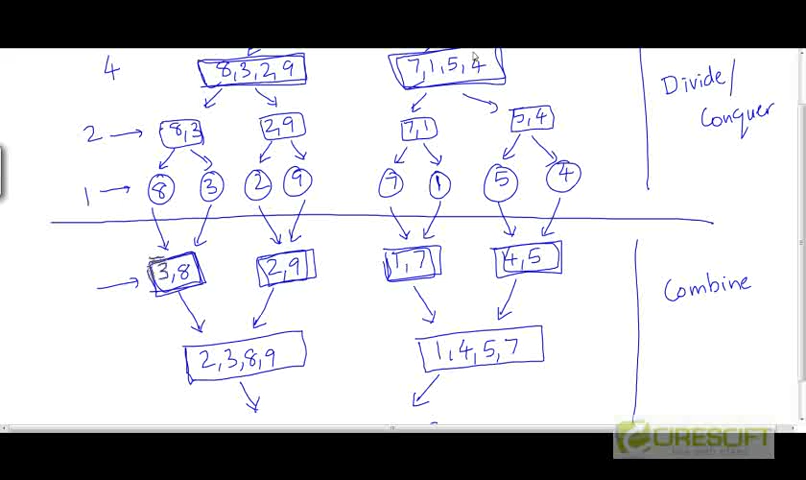 4 8,3,2,9 7,1,5,4
Divide/
Conquer
2 8,3 2,9 7,1 5,4
1 8 3 2 9 7 1 5 4
3,8 2,9 1,7 4,5
Combine
2,3,8,9 1,4,5,7
CIRESOFT